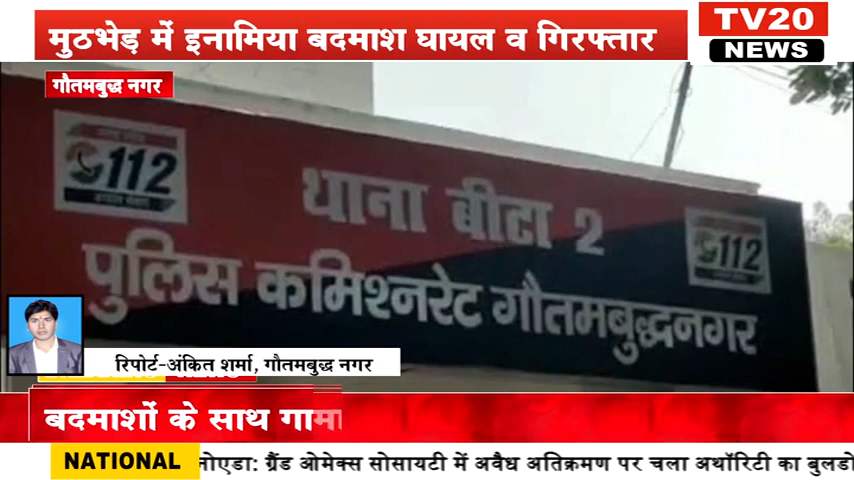 मुठभेड़ में इनामिया बदमाश घायल व गिरफ्तार
TV20
NEWS
गौतमबुद्ध नगर
112
थाना बीटा 2
112
पुलिस कमिश्नरेट गौतमबुद्धनगर
रिपोर्ट-अंकित शर्मा, गौतमबुद्ध नगर
बदमाशों के साथ गामा
NATIONAL
नोएडा: ग्रैंड ओमेक्स सोसायटी में अवैध अतिक्रमण पर चला अथॉरिटी का बुलडो